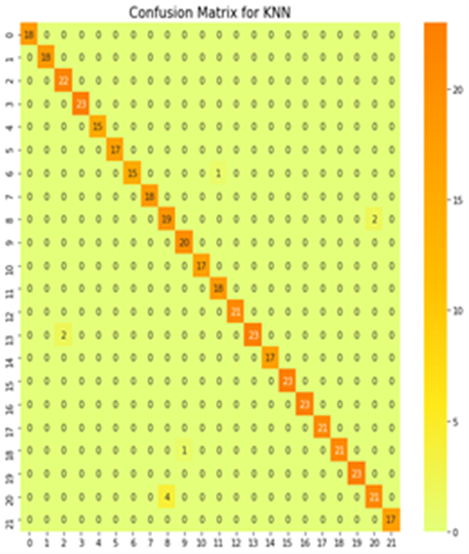 Confusion Matrix for KNN
0 18 0 0 0 0 0 0 0 0 0 0 0 0 0 0 0 0 0 0 0 0 0
1 0 18 0 0 0 0 0 0 0 0 0 0 0 0 0 0 0 0 0 0 0 0
2 0 0 22 0 0 0 0 0 0 0 0 0 0 0 0 0 0 0 0 0 0 0
3 0 0 0 23 0 0 0 0 0 0 0 0 0 0 0 0 0 0 0 0 0 0
4 0 0 0 0 15 0 0 0 0 0 0 0 0 0 0 0 0 0 0 0 0 0
5 0 0 0 0 0 17 0 0 0 0 0 0 0 0 0 0 0 0 0 0 0 0
6 0 0 0 0 0 0 15 0 0 0 0 1 0 0 0 0 0 0 0 0 0 0
7 0 0 0 0 0 0 0 18 0 0 0 0 0 0 0 0 0 0 0 0 0 0
8 0 0 0 0 0 0 0 0 19 0 0 0 0 0 0 0 0 0 0 0 2 0
9 0 0 0 0 0 0 0 0 0 20 0 0 0 0 0 0 0 0 0 0 0 0
10 0 0 0 0 0 0 0 0 0 0 17 0 0 0 0 0 0 0 0 0 0 0
11 0 0 0 0 0 0 0 0 0 0 0 18 0 0 0 0 0 0 0 0 0 0
12 0 0 0 0 0 0 0 0 0 0 0 0 21 0 0 0 0 0 0 0 0 0
13 0 0 2 0 0 0 0 0 0 0 0 0 0 23 0 0 0 0 0 0 0 0
14 0 0 0 0 0 0 0 0 0 0 0 0 0 0 17 0 0 0 0 0 0 0
15 0 0 0 0 0 0 0 0 0 0 0 0 0 0 0 23 0 0 0 0 0 0
16 0 0 0 0 0 0 0 0 0 0 0 0 0 0 0 0 23 0 0 0 0 0
17 0 0 0 0 0 0 0 0 0 0 0 0 0 0 0 0 0 21 0 0 0 0
18 0 0 0 0 0 0 0 0 0 1 0 0 0 0 0 0 0 0 21 0 0 0
19 0 0 0 0 0 0 0 0 0 0 0 0 0 0 0 0 0 0 0 23 0 0
20 0 0 0 0 0 0 0 0 4 0 0 0 0 0 0 0 0 0 0 0 21 0
21 0 0 0 0 0 0 0 0 0 0 0 0 0 0 0 0 0 0 0 0 0 17
0 1 2 3 4 5 6 7 8 9 10 11 12 13 14 15 16 17 18 19 20 21
20
15
10
5
0